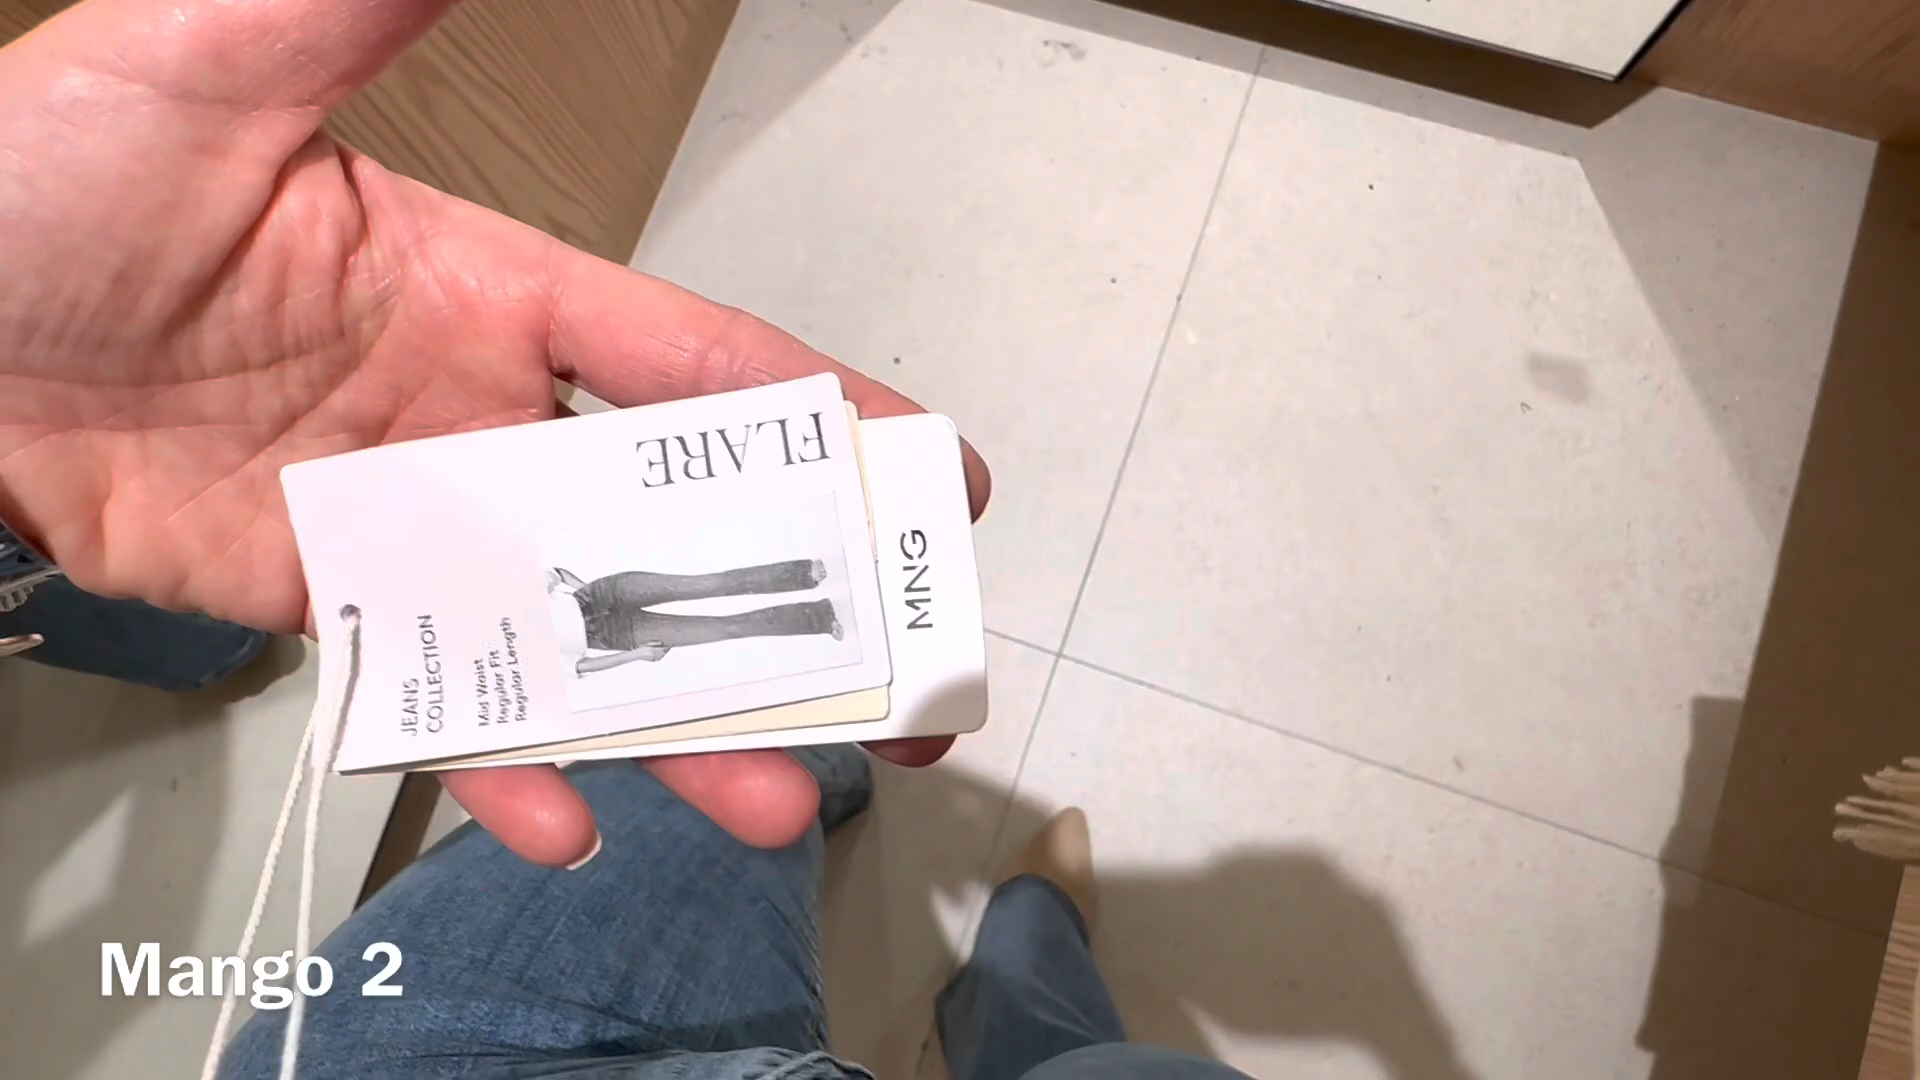 FLARE
JEANS
COLLECTION
Mid Waist
Regular Fit
Regular Length
MNG
Mango 2